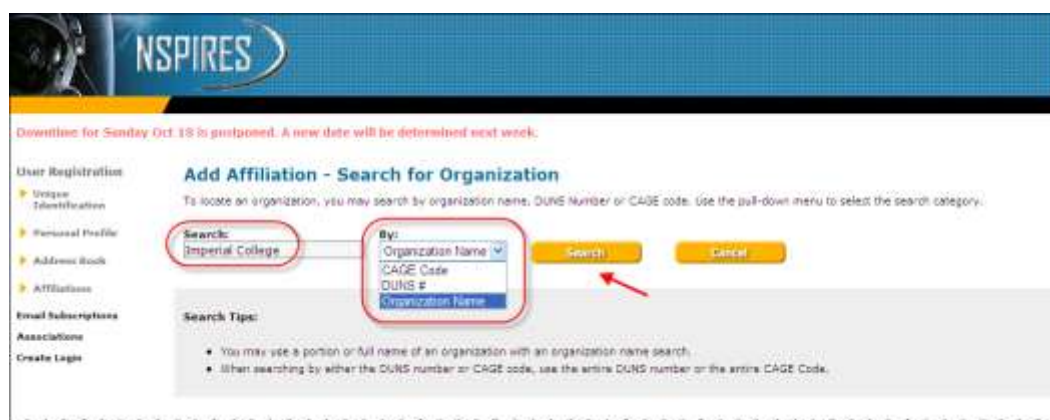 NSPIRES
Downtime for Sunday Oct 18 is postponed. A new date will be determined next week.
User Registration
Unique Identification
Personal Profile
Address Book
Affiliations
Email Subscriptions
Associations
Create Login
Add Affiliation - Search for Organization
To locate an organization, you may search by organization name, DUNS Number or CAGE code. Use the pull-down menu to select the search category.
Search:
Imperial College
By:
Organization Name
CAGE Code
DUNS #
Organization Name
Search
Cancel
Search Tips:
You may use a portion or full name of an organization with an organization name search.
When searching by either the DUNS number or CAGE code, use the entire DUNS number or the entire CAGE Code.